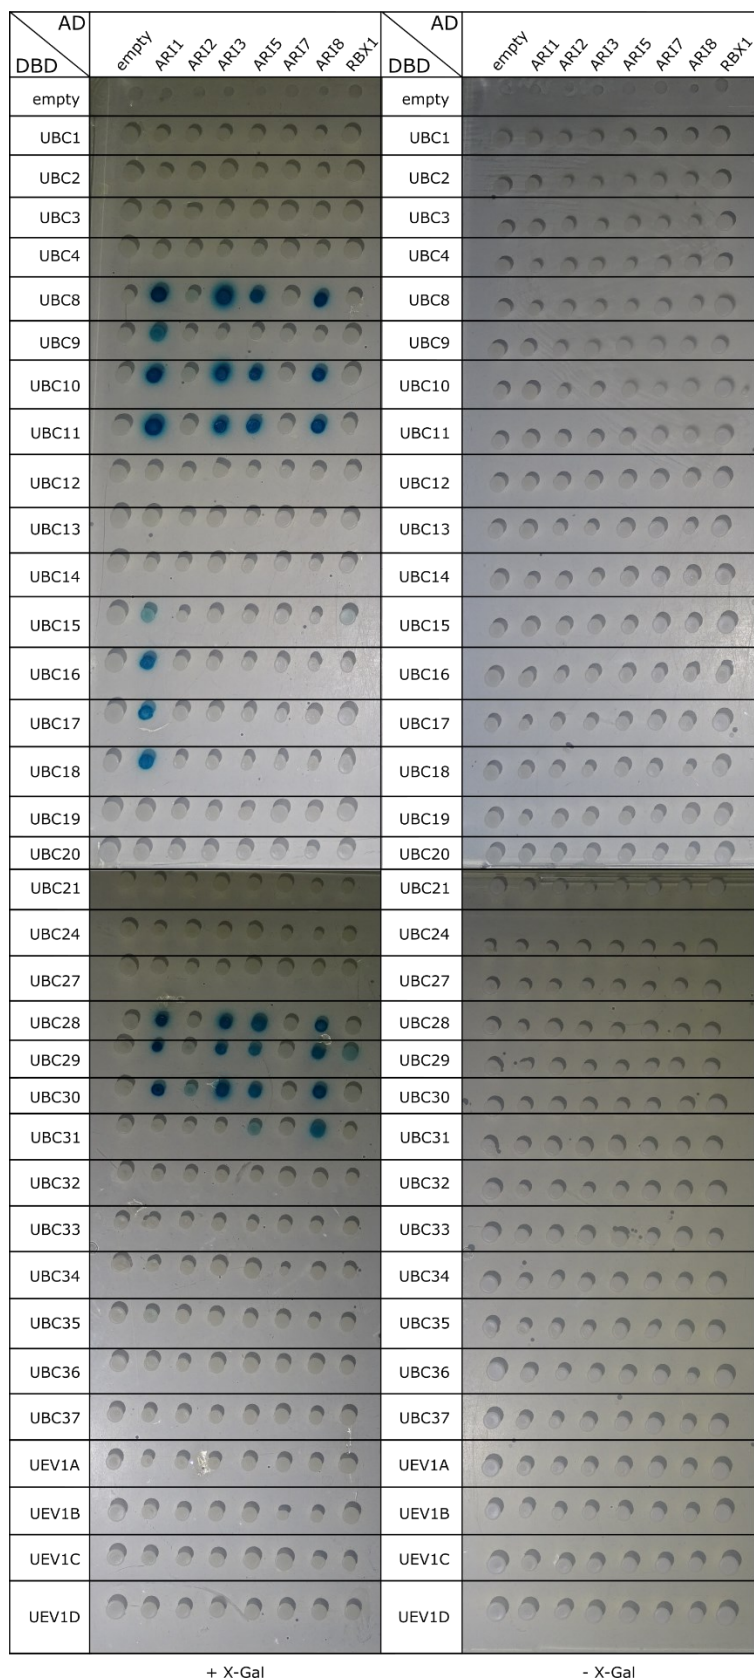 AD AD
DBD empty ARI1 ARI2 ARI3 ARI5 ARI7 ARI8 RBX1 DBD empty ARI1 ARI2 ARI3 ARI5 ARI7 ARI8 RBX1
empty empty
UBC1 UBC1
UBC2 UBC2
UBC3 UBC3
UBC4 UBC4
UBC8 UBC8
UBC9 UBC9
UBC10 UBC10
UBC11 UBC11
UBC12 UBC12
UBC13 UBC13
UBC14 UBC14
UBC15 UBC15
UBC16 UBC16
UBC17 UBC17
UBC18 UBC18
UBC19 UBC19
UBC20 UBC20
UBC21 UBC21
UBC24 UBC24
UBC27 UBC27
UBC28 UBC28
UBC29 UBC29
UBC30 UBC30
UBC31 UBC31
UBC32 UBC32
UBC33 UBC33
UBC34 UBC34
UBC35 UBC35
UBC36 UBC36
UBC37 UBC37
UEV1A UEV1A
UEV1B UEV1B
UEV1C UEV1C
UEV1D UEV1D
+ X-Gal - X-Gal